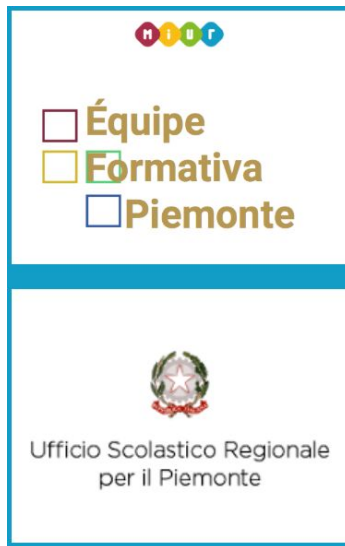 MIUR
Équipe
Formativa
Piemonte
Ufficio Scolastico Regionale
per il Piemonte